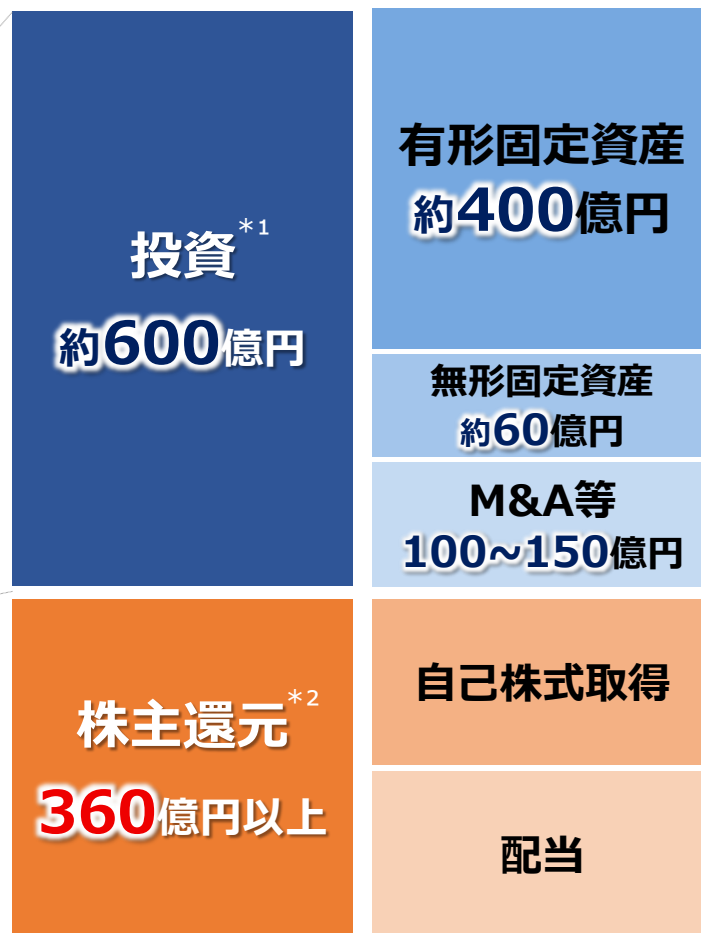 投資＊1
約600億円
有形固定資産
約400億円
無形固定資産
約60億円
M&A等
100~150億円
株主還元＊2
360億円以上
自己株式取得
配当